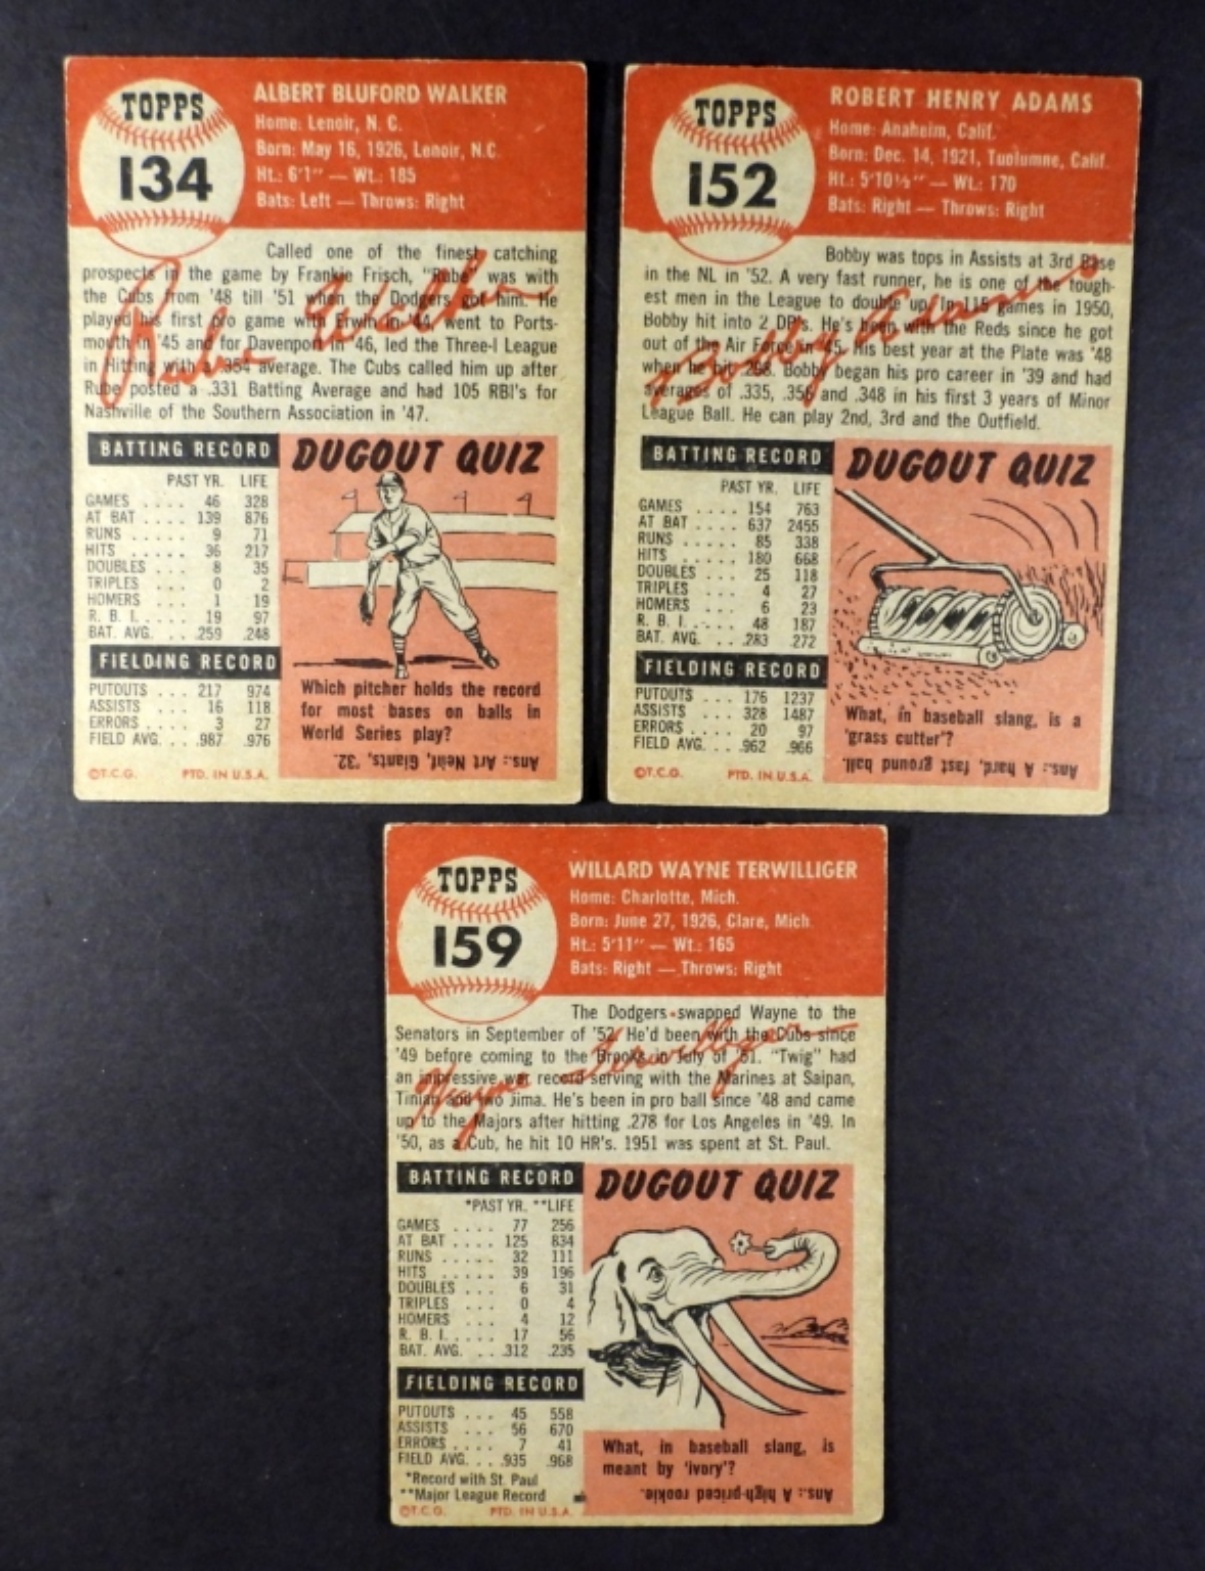 TOPPS
134
ALBERT BLUFORD WALKER
Home: Lenoir, N. C.
Born: May 16, 1926, Lenoir, N.C.
Ht.: 6'1" — Wt.: 185
Bats: Left — Throws: Right
Called one of the finest catching
prospects in the game by Frankie Frisch, "Rube" was with
the Cubs from '48 till '51 when the Dodgers got him. He
played his first pro game with Erwin in '44, went to Ports-
mouth in '45 and for Davenport in '46, led the Three-I League
in Hitting with a .354 average. The Cubs called him up after
Rube posted a .331 Batting Average and had 105 RBI's for
Nashville of the Southern Association in '47.
Rube Walker
BATTING RECORD
PAST YR. LIFE
GAMES ..... 46 328
AT BAT .... 139 876
RUNS ..... 9 71
HITS ..... 36 217
DOUBLES ... 8 35
TRIPLES ... 0 2
HOMERS ... 1 19
R. B. I. .... 19 97
BAT. AVG. ... .259 .248
FIELDING RECORD
PUTOUTS ... 217 974
ASSISTS ... 16 118
ERRORS .... 3 27
FIELD AVG. ... .987 .976
©T.C.G. PTD. IN U.S.A.
DUGOUT QUIZ
Which pitcher holds the record
for most bases on balls in
World Series play?
Ans.: Art Neif, Giants, '32.
TOPPS
152
ROBERT HENRY ADAMS
Home: Anaheim, Calif.
Born: Dec. 14, 1921, Tuolumne, Calif.
Ht.: 5'10½" — Wt.: 170
Bats: Right — Throws: Right
Bobby was tops in Assists at 3rd Base
in the NL in '52. A very fast runner, he is one of the tough-
est men in the League to double up. In 115 games in 1950,
Bobby hit into 2 DP's. He's been with the Reds since he got
out of the Air Force in '45. His best year at the Plate was '48
when he hit .298. Bobby began his pro career in '39 and had
averages of .335, .356 and .348 in his first 3 years of Minor
League Ball. He can play 2nd, 3rd and the Outfield.
Bobby Adams
BATTING RECORD
PAST YR. LIFE
GAMES .... 154 763
AT BAT .... 637 2455
RUNS ..... 85 338
HITS ..... 180 668
DOUBLES ... 25 118
TRIPLES ... 4 27
HOMERS ... 6 23
R. B. I. .... 48 187
BAT. AVG. ... .283 .272
FIELDING RECORD
PUTOUTS ... 176 1237
ASSISTS ... 328 1487
ERRORS ... 20 97
FIELD AVG. ... .962 .966
©T.C.G. PTD. IN U.S.A.
DUGOUT QUIZ
What, in baseball slang, is a
'grass cutter'?
Ans.: A hard, fast ground ball.
TOPPS
159
WILLARD WAYNE TERWILLIGER
Home: Charlotte, Mich.
Born: June 27, 1926, Clare, Mich.
Ht.: 5'11" — Wt.: 165
Bats: Right — Throws: Right
The Dodgers swapped Wayne to the
Senators in September of '52. He'd been with the Cubs since
'49 before coming to the Brooks in July of '51. "Twig" had
an impressive war record serving with the Marines at Saipan,
Tinian and Iwo Jima. He's been in pro ball since '48 and came
up to the Majors after hitting .278 for Los Angeles in '49. In
'50, as a Cub, he hit 10 HR's. 1951 was spent at St. Paul.
Wayne Terwilliger
BATTING RECORD
*PAST YR. **LIFE
GAMES .... 77 256
AT BAT .... 125 834
RUNS ..... 32 111
HITS ..... 39 196
DOUBLES ... 6 31
TRIPLES ... 0 4
HOMERS ... 4 12
R. B. I. .... 17 56
BAT. AVG. ... .312 .235
FIELDING RECORD
PUTOUTS ... 45 558
ASSISTS ... 56 670
ERRORS .... 7 41
FIELD AVG. ... .935 .968
*Record with St. Paul
**Major League Record
©T.C.G. PTD. IN U.S.A.
DUGOUT QUIZ
What, in baseball slang, is
meant by 'ivory'?
Ans.: A high-priced rookie.